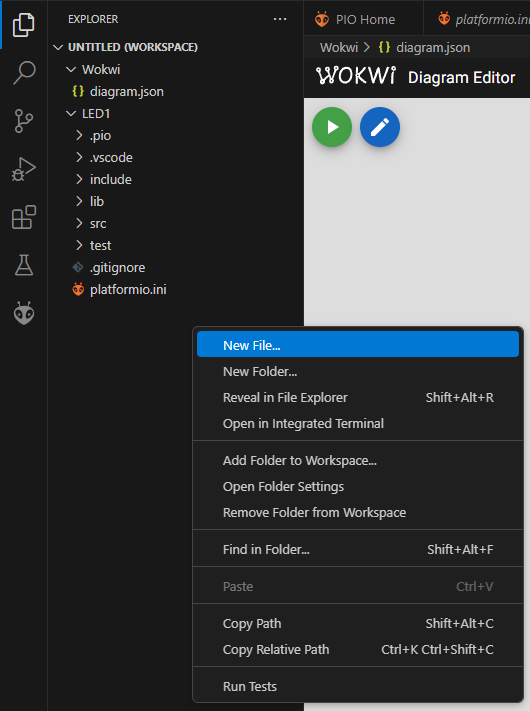 EXPLORER
PIO Home
platformio.ini
UNTITLED (WORKSPACE)
Wokwi > {} diagram.json
Wokwi
WOKWi Diagram Editor
{} diagram.json
LED1
.pio
.vscode
include
lib
src
test
.gitignore
platformio.ini
New File...
New Folder...
Reveal in File Explorer Shift+Alt+R
Open in Integrated Terminal
Add Folder to Workspace...
Open Folder Settings
Remove Folder from Workspace
Find in Folder... Shift+Alt+F
Paste Ctrl+V
Copy Path Shift+Alt+C
Copy Relative Path Ctrl+K Ctrl+Shift+C
Run Tests